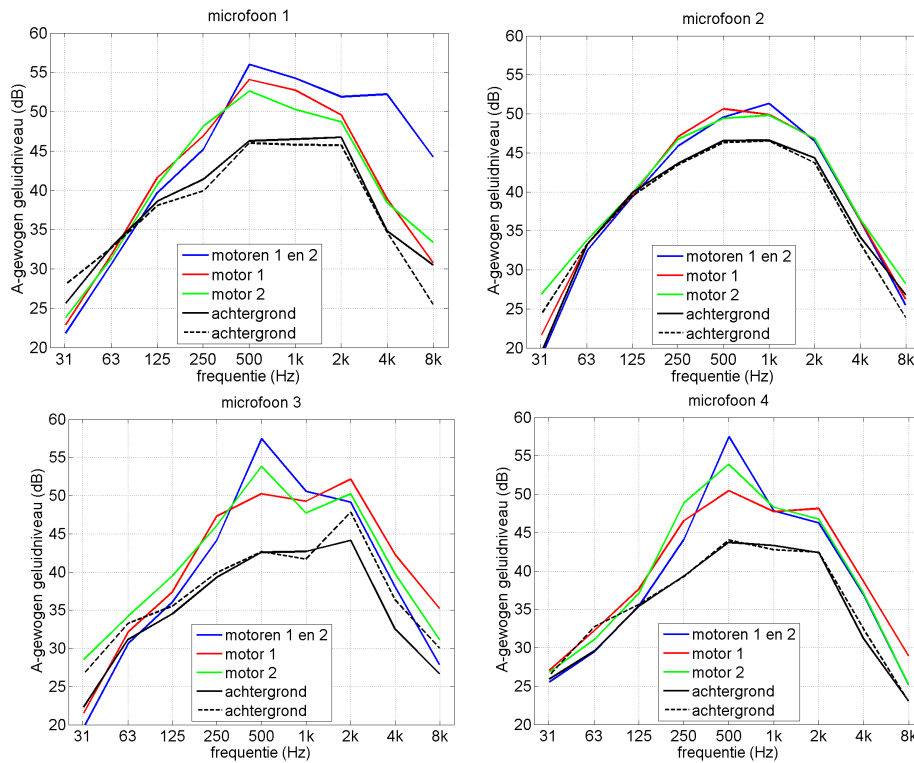 microfoon 1
A-gewogen geluidniveau (dB)
60
55
50
45
40
35
30
25
20
motoren 1 en 2
motor 1
motor 2
achtergrond
achtergrond
31 63 125 250 500 1k 2k 4k 8k
frequentie (Hz)
microfoon 2
A-gewogen geluidniveau (dB)
60
55
50
45
40
35
30
25
20
motoren 1 en 2
motor 1
motor 2
achtergrond
achtergrond
31 63 125 250 500 1k 2k 4k 8k
frequentie (Hz)
microfoon 3
A-gewogen geluidniveau (dB)
60
55
50
45
40
35
30
25
20
motoren 1 en 2
motor 1
motor 2
achtergrond
achtergrond
31 63 125 250 500 1k 2k 4k 8k
frequentie (Hz)
microfoon 4
A-gewogen geluidniveau (dB)
60
55
50
45
40
35
30
25
20
motoren 1 en 2
motor 1
motor 2
achtergrond
achtergrond
31 63 125 250 500 1k 2k 4k 8k
frequentie (Hz)